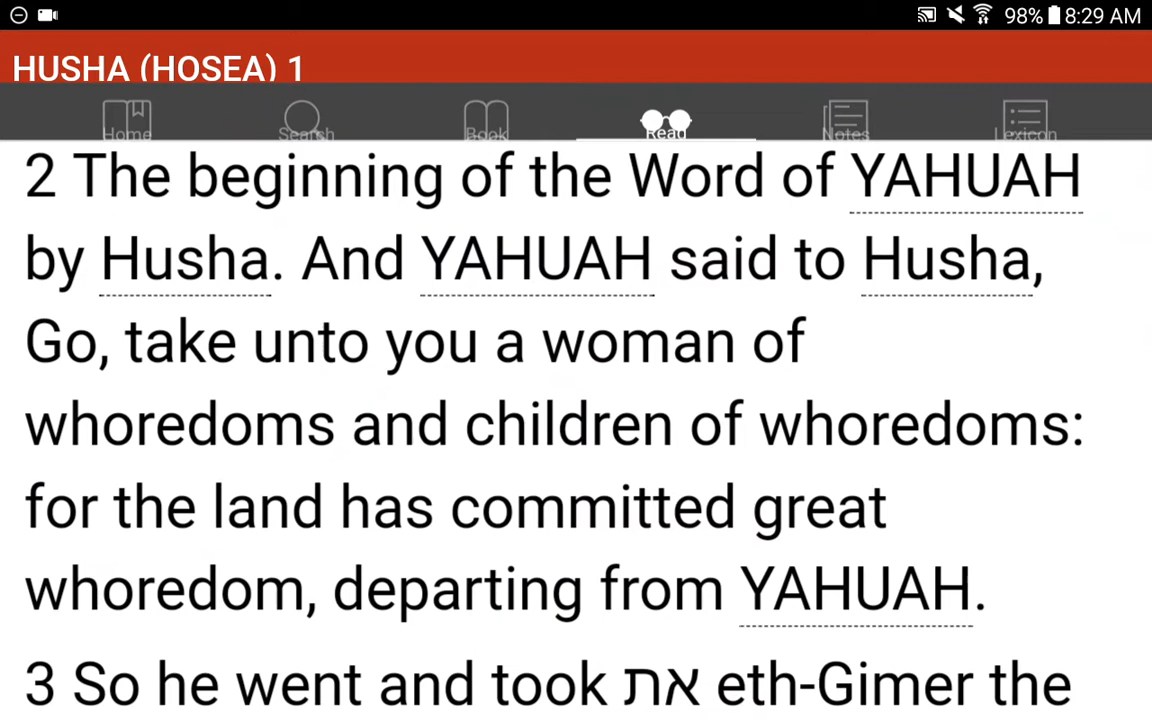 98% 8:29 AM
HUSHA (HOSEA) 1
Home Search Book Read Notes Lexicon
2 The beginning of the Word of YAHUAH
by Husha. And YAHUAH said to Husha,
Go, take unto you a woman of
whoredoms and children of whoredoms:
for the land has committed great
whoredom, departing from YAHUAH.
3 So he went and took את eth-Gimer the